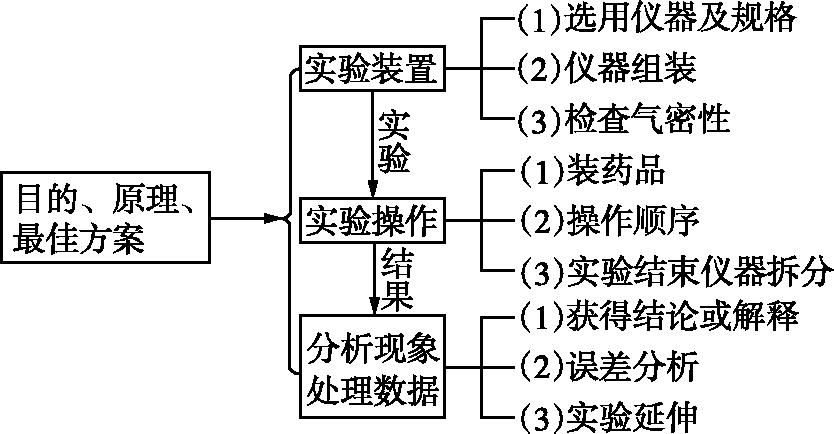 目的、原理、
最佳方案
实验装置
(1)选用仪器及规格
(2)仪器组装
(3)检查气密性
实验
实验操作
(1)装药品
(2)操作顺序
(3)实验结束仪器拆分
结果
分析现象
处理数据
(1)获得结论或解释
(2)误差分析
(3)实验延伸